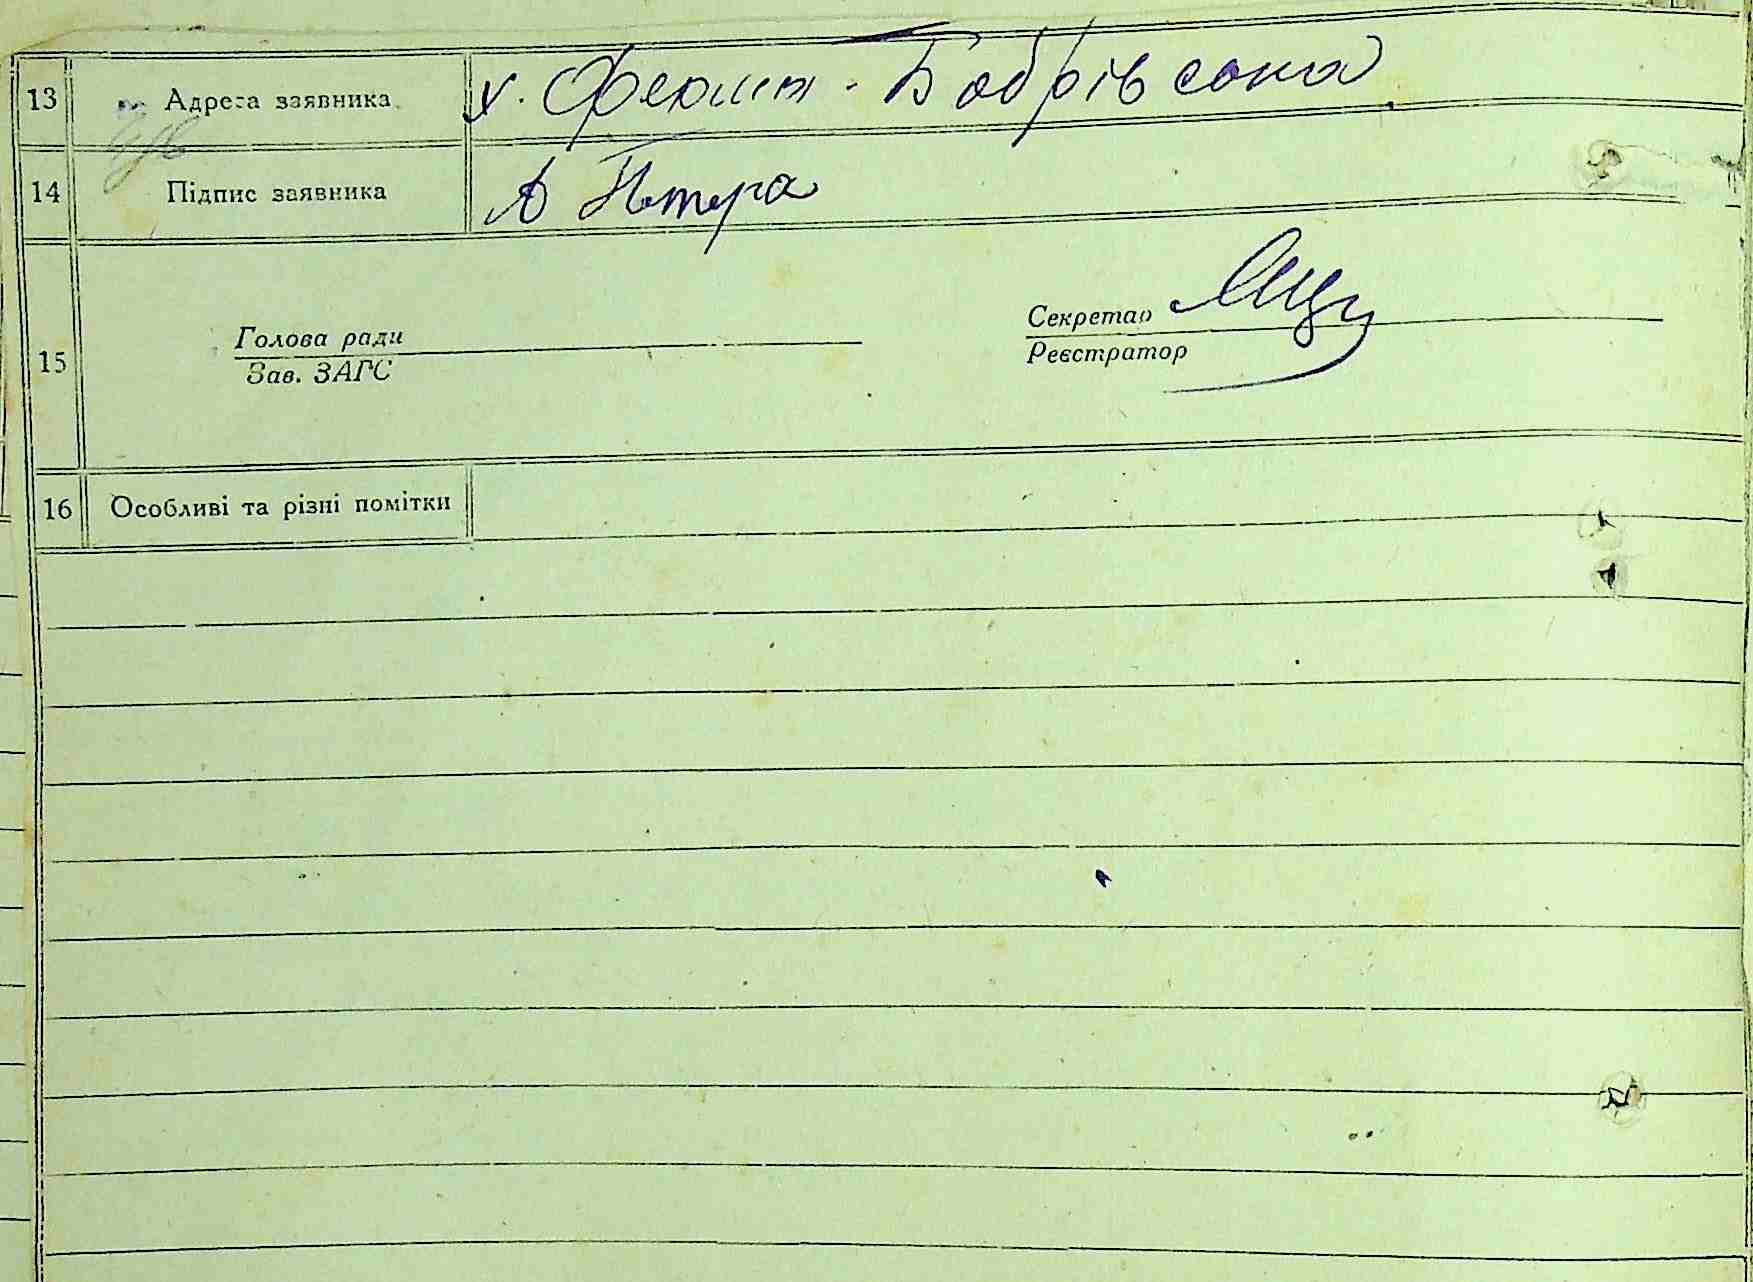 13 Адреса заявника х. Ферма - Бобрівсона
14 Підпис заявника
15 Голова ради Секретар
Зав. ЗАГС Реєстратор
16 Особливі та різні помітки